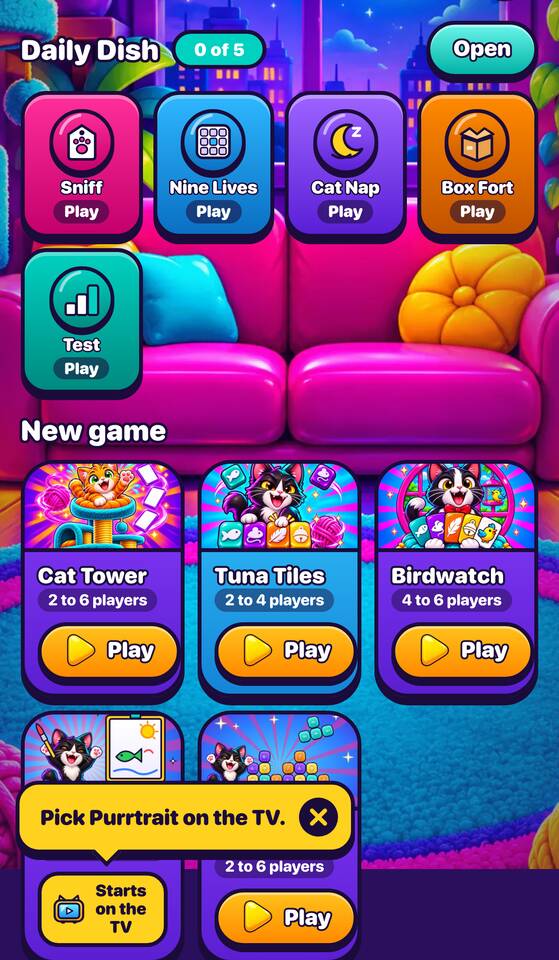 Daily Dish
0 of 5
Open
Sniff
Play
Nine Lives
Play
z
Cat Nap
Play
Box Fort
Play
Test
Play
New game
Cat Tower
2 to 6 players
Play
Tuna Tiles
2 to 4 players
Play
Birdwatch
4 to 6 players
Play
Pick Purrtrait on the TV.
Starts
on the
TV
2 to 6 players
Play